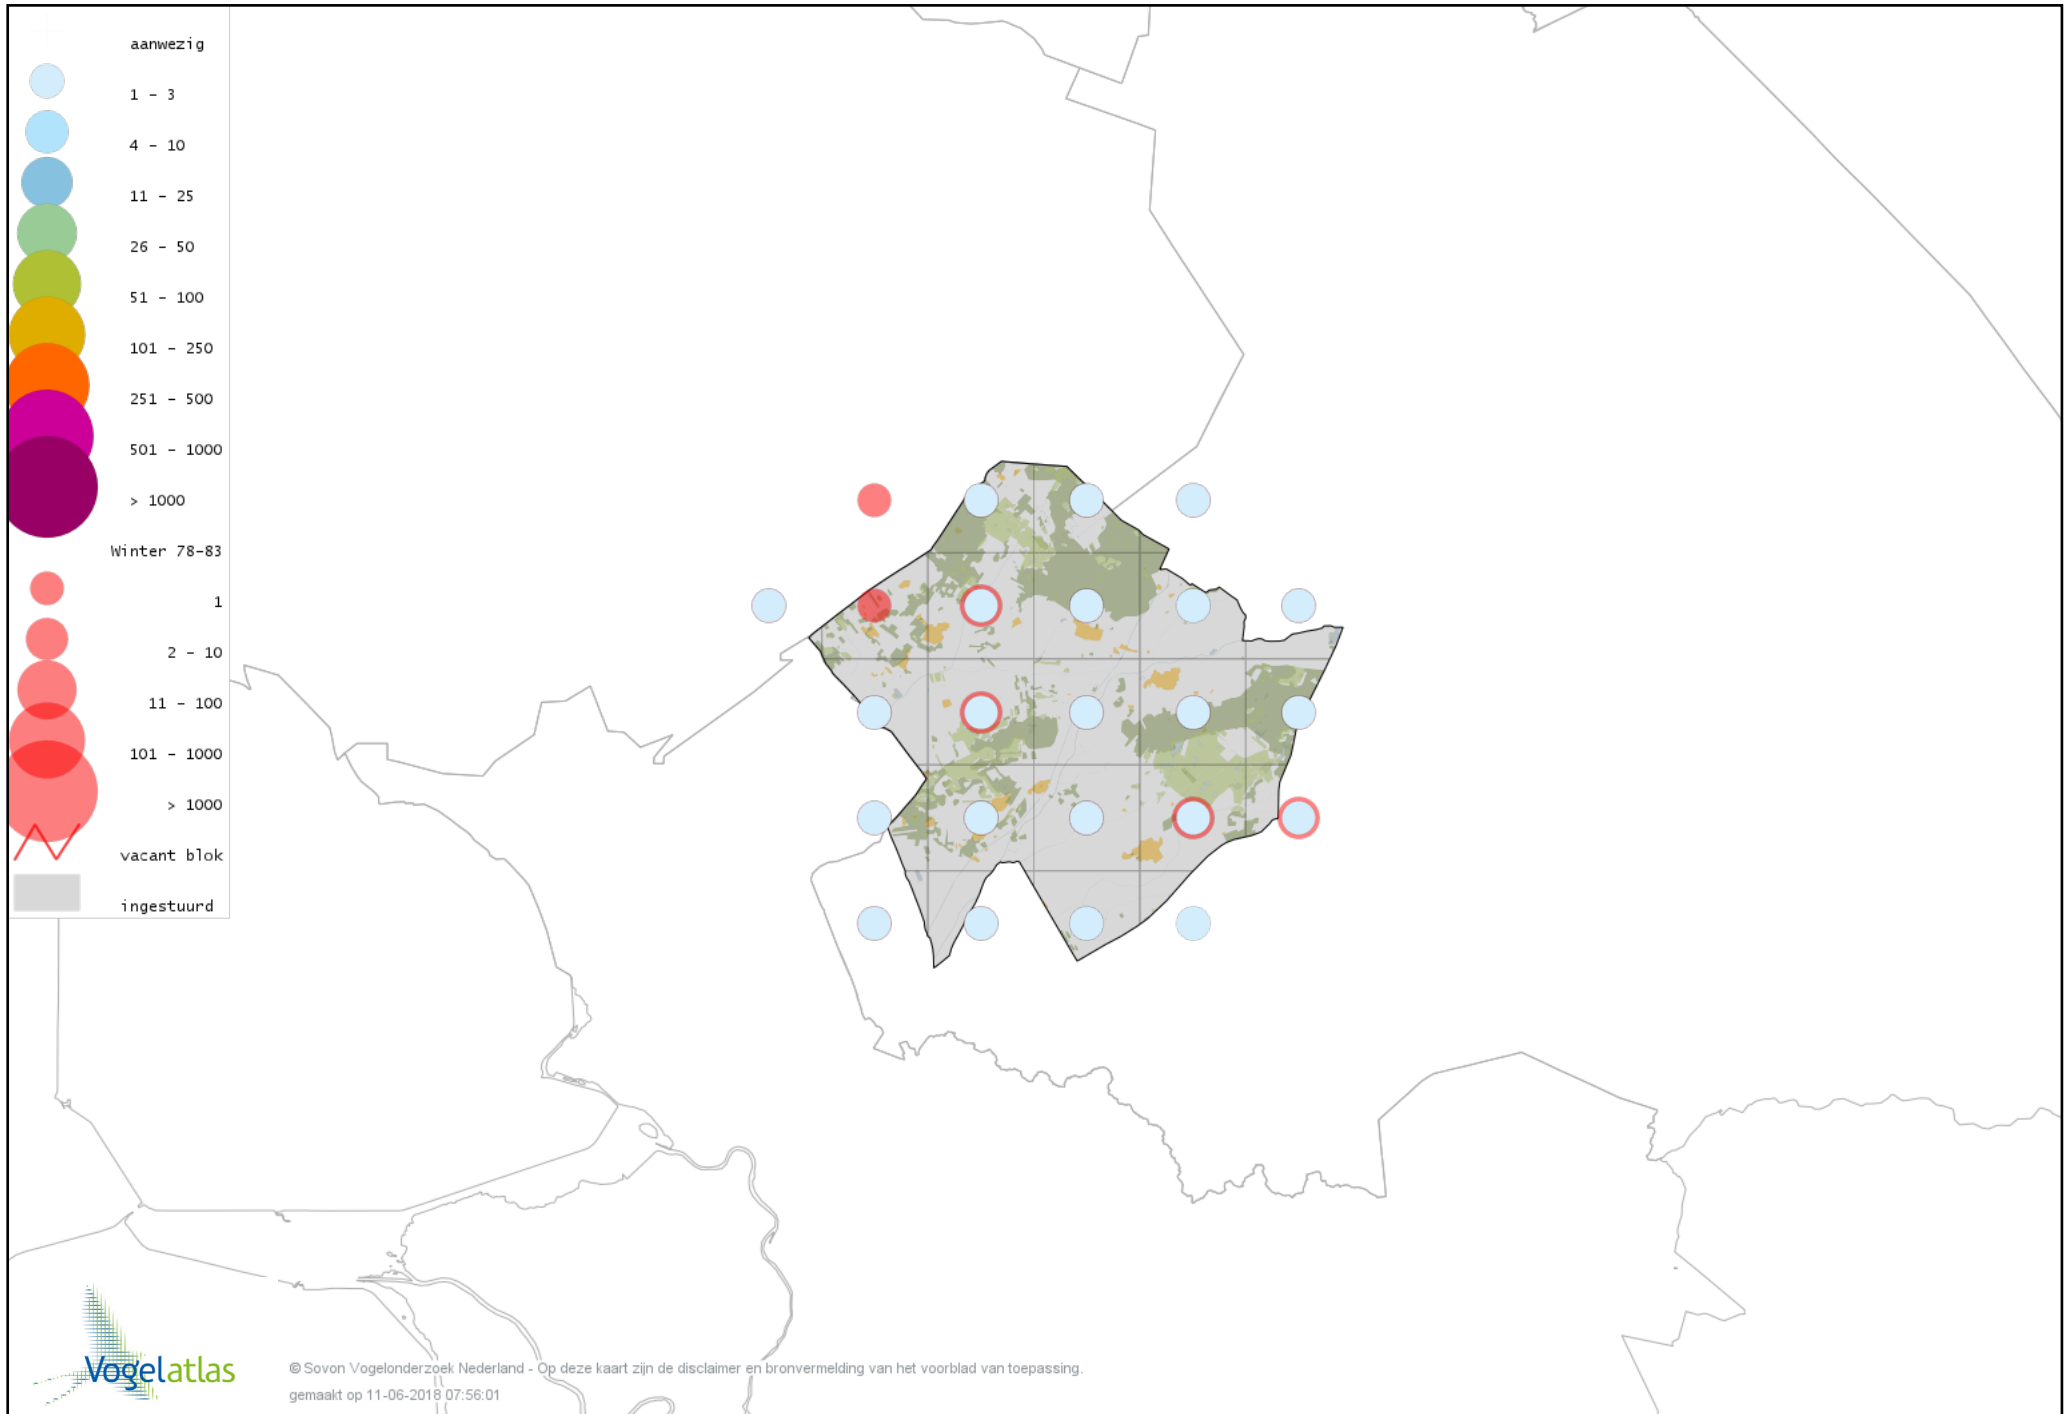 aanwezig
1 - 3
4 - 10
11 - 25
26 - 50
51 - 100
101 - 250
251 - 500
501 - 1000
> 1000
Winter 78-83
1
2 - 10
11 - 100
101 - 1000
> 1000
vacant blok
ingestuurd
Vogelatlas
© Sovon Vogelonderzoek Nederland - Op deze kaart zijn de disclaimer en bronvermelding van het voorblad van toepassing.
gemaakt op 11-06-2018 07:56:01